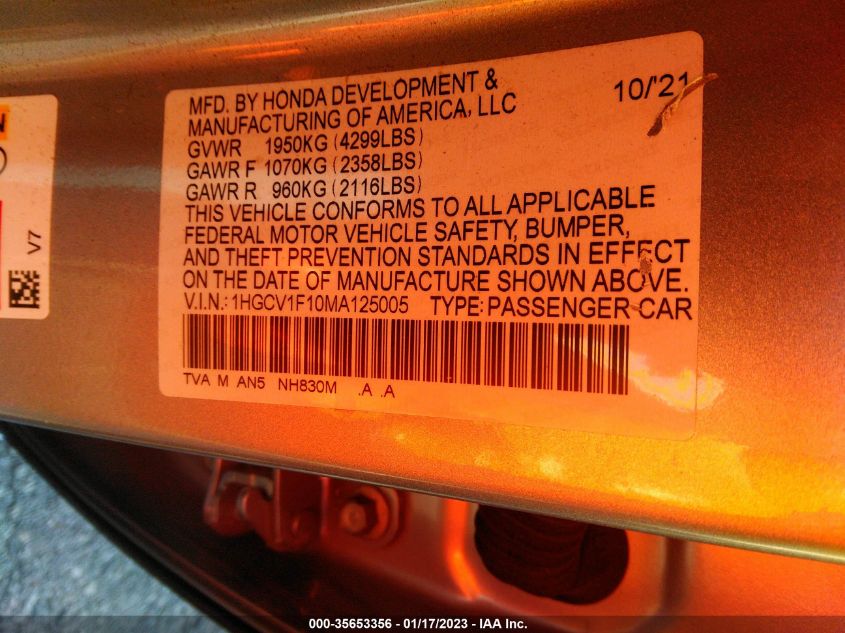 MFD. BY HONDA DEVELOPMENT &
MANUFACTURING OF AMERICA, LLC
10/'21
GVWR 1950KG (4299LBS)
GAWR F 1070KG (2358LBS)
GAWR R 960KG (2116LBS)
THIS VEHICLE CONFORMS TO ALL APPLICABLE
FEDERAL MOTOR VEHICLE SAFETY, BUMPER,
AND THEFT PREVENTION STANDARDS IN EFFECT
ON THE DATE OF MANUFACTURE SHOWN ABOVE.
V.I.N.: 1HGCV1F10MA125005 TYPE: PASSENGER CAR
TVA M AN5 NH830M .A .A
V7
000-35653356 - 01/17/2023 - IAA Inc.